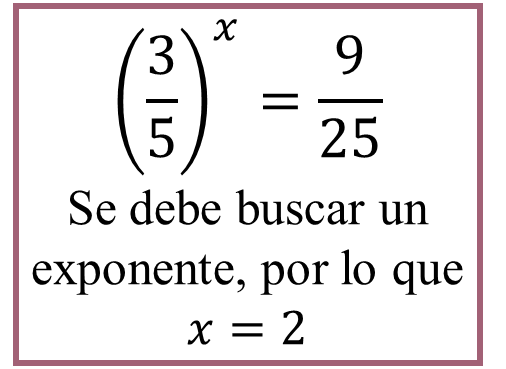 (3/5)^x = 9/25
Se debe buscar un
exponente, por lo que
x = 2